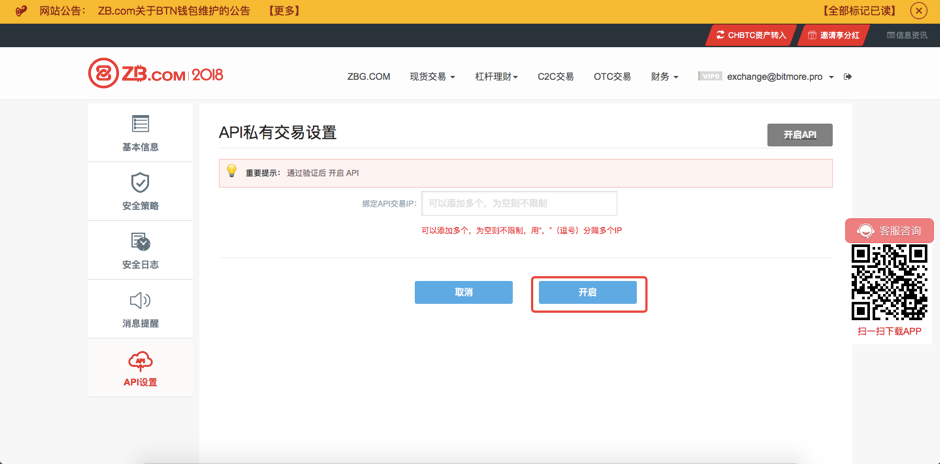 网站公告： ZB.com关于BTN钱包维护的公告 【更多】 【全部标记已读】
CHBTC资产转入 邀请享分红 信息资讯
ZB.COM 2018 ZBG.COM 现货交易 杠杆理财 C2C交易 OTC交易 财务 VIP0 exchange@bitmore.pro
基本信息
安全策略
安全日志
消息提醒
API
API设置
API私有交易设置 开启API
重要提示： 通过验证后 开启 API
绑定API交易IP： 可以添加多个，为空则不限制
可以添加多个，为空则不限制，用“，”（逗号）分隔多个IP
取消 开启
客服咨询
扫一扫下载APP